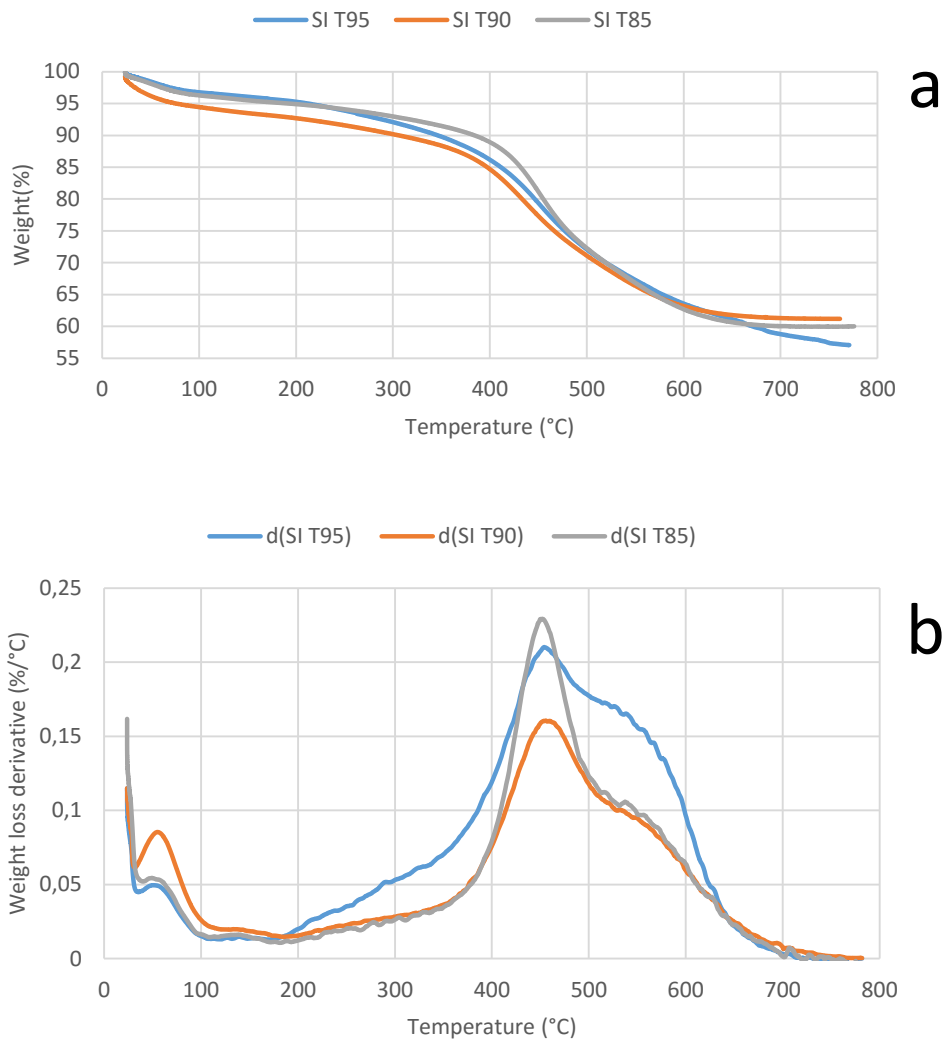 SI T95 SI T90 SI T85
a
100
95
90
85
80
75
70
65
60
55
Weight(%)
0 100 200 300 400 500 600 700 800
Temperature (°C)
d(SI T95) d(SI T90) d(SI T85)
b
0,25
0,2
0,15
0,1
0,05
0
Weight loss derivative (%/°C)
0 100 200 300 400 500 600 700 800
Temperature (°C)